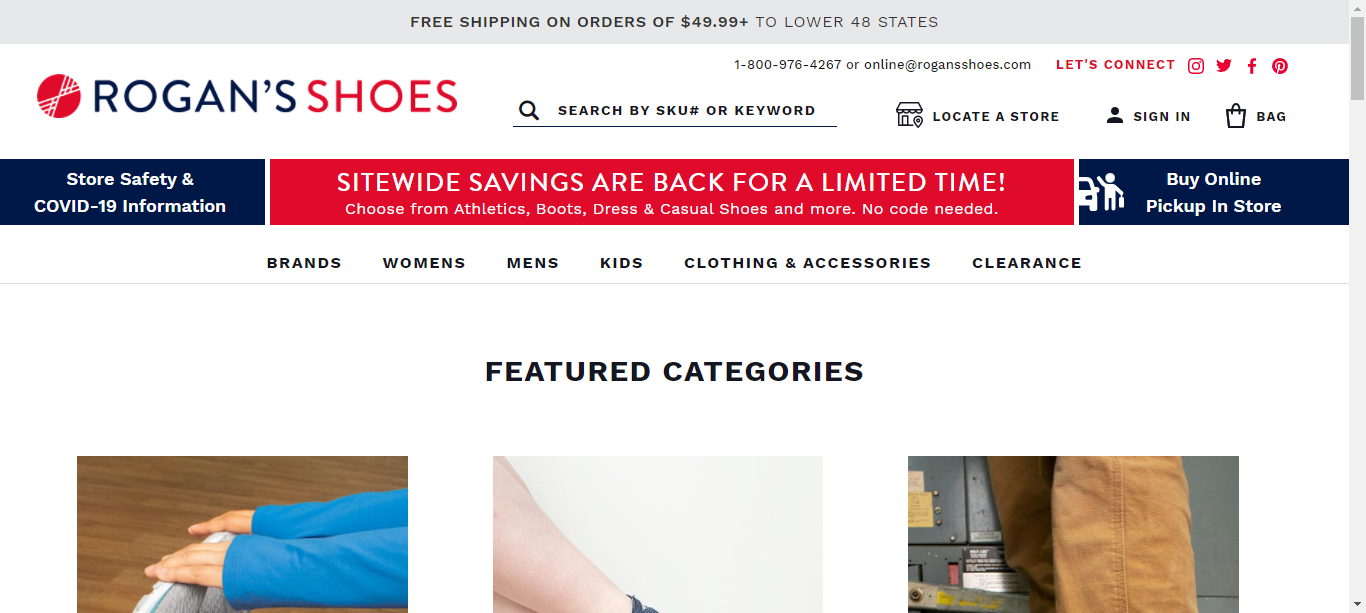 FREE SHIPPING ON ORDERS OF $49.99+ TO LOWER 48 STATES
1-800-976-4267 or online@rogansshoes.com LET'S CONNECT
ROGAN'S SHOES
SEARCH BY SKU# OR KEYWORD
LOCATE A STORE
SIGN IN
BAG
Store Safety &
COVID-19 Information
SITEWIDE SAVINGS ARE BACK FOR A LIMITED TIME!
Choose from Athletics, Boots, Dress & Casual Shoes and more. No code needed.
Buy Online
Pickup In Store
BRANDS WOMENS MENS KIDS CLOTHING & ACCESSORIES CLEARANCE
FEATURED CATEGORIES